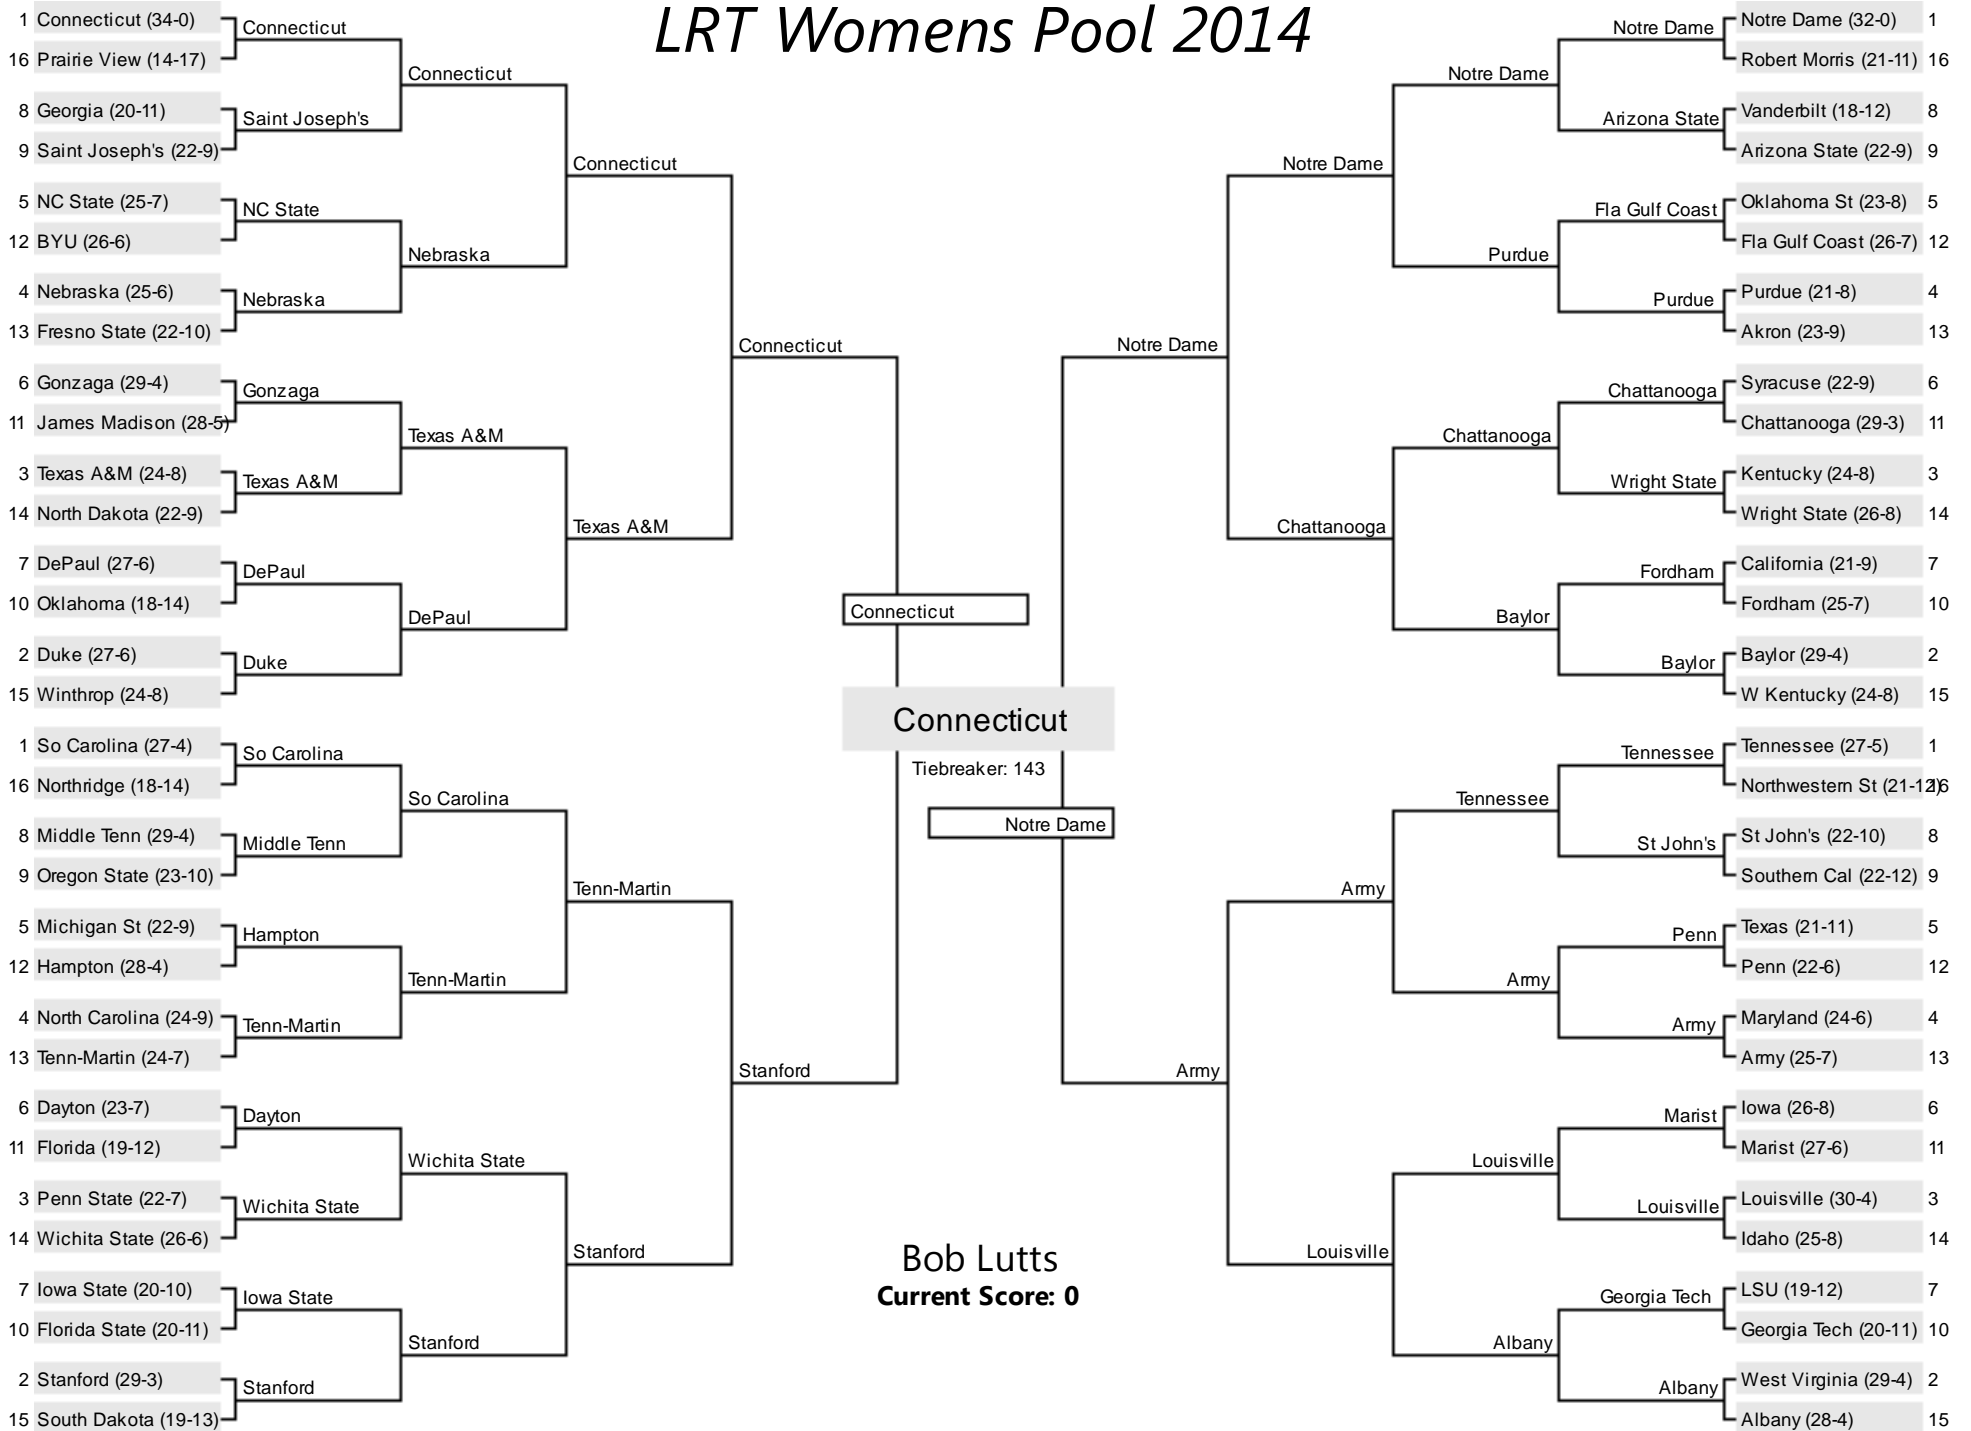 LRT Womens Pool 2014
1 Connecticut (34-0)
16 Prairie View (14-17)
8 Georgia (20-11)
9 Saint Joseph's (22-9)
5 NC State (25-7)
12 BYU (26-6)
4 Nebraska (25-6)
13 Fresno State (22-10)
6 Gonzaga (29-4)
11 James Madison (28-5)
3 Texas A&M (24-8)
14 North Dakota (22-9)
7 DePaul (27-6)
10 Oklahoma (18-14)
2 Duke (27-6)
15 Winthrop (24-8)
1 So Carolina (27-4)
16 Northridge (18-14)
8 Middle Tenn (29-4)
9 Oregon State (23-10)
5 Michigan St (22-9)
12 Hampton (28-4)
4 North Carolina (24-9)
13 Tenn-Martin (24-7)
6 Dayton (23-7)
11 Florida (19-12)
3 Penn State (22-7)
14 Wichita State (26-6)
7 Iowa State (20-10)
10 Florida State (20-11)
2 Stanford (29-3)
15 South Dakota (19-13)
Connecticut
Saint Joseph's
NC State
Nebraska
Gonzaga
Texas A&M
DePaul
Duke
So Carolina
Middle Tenn
Hampton
Tenn-Martin
Dayton
Wichita State
Iowa State
Stanford
Connecticut
Nebraska
Texas A&M
DePaul
So Carolina
Tenn-Martin
Wichita State
Stanford
Connecticut
Texas A&M
Tenn-Martin
Stanford
Connecticut
Stanford
Connecticut
Connecticut
Tiebreaker: 143
Notre Dame
Bob Lutts
Current Score: 0
Notre Dame
Army
Notre Dame
Chattanooga
Army
Louisville
Notre Dame
Purdue
Chattanooga
Baylor
Tennessee
Army
Louisville
Albany
Notre Dame
Arizona State
Fla Gulf Coast
Purdue
Chattanooga
Wright State
Fordham
Baylor
Tennessee
St John's
Penn
Army
Marist
Louisville
Georgia Tech
Albany
Notre Dame (32-0) 1
Robert Morris (21-11) 16
Vanderbilt (18-12) 8
Arizona State (22-9) 9
Oklahoma St (23-8) 5
Fla Gulf Coast (26-7) 12
Purdue (21-8) 4
Akron (23-9) 13
Syracuse (22-9) 6
Chattanooga (29-3) 11
Kentucky (24-8) 3
Wright State (26-8) 14
California (21-9) 7
Fordham (25-7) 10
Baylor (29-4) 2
W Kentucky (24-8) 15
Tennessee (27-5) 1
Northwestern St (21-12) 16
St John's (22-10) 8
Southern Cal (22-12) 9
Texas (21-11) 5
Penn (22-6) 12
Maryland (24-6) 4
Army (25-7) 13
Iowa (26-8) 6
Marist (27-6) 11
Louisville (30-4) 3
Idaho (25-8) 14
LSU (19-12) 7
Georgia Tech (20-11) 10
West Virginia (29-4) 2
Albany (28-4) 15